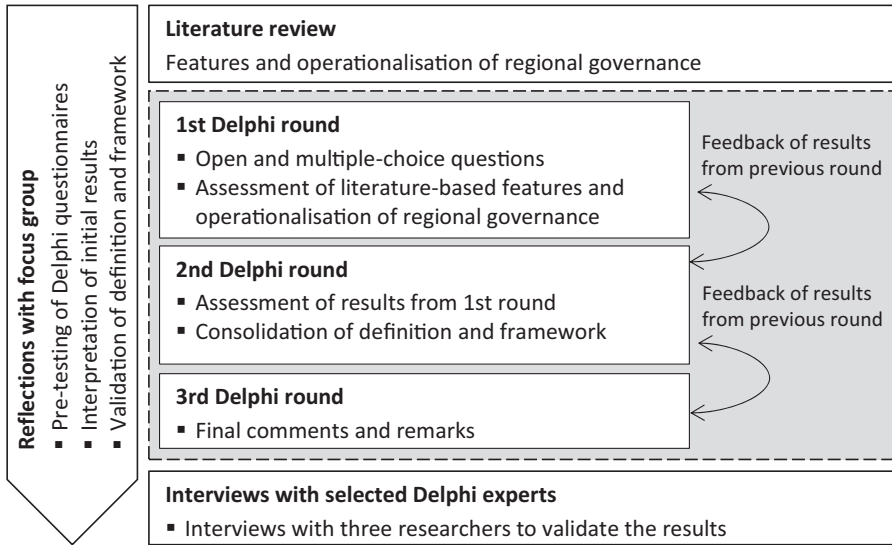 Reflections with focus group
▪ Pre-testing of Delphi questionnaires
▪ Interpretation of initial results
▪ Validation of definition and framework
Literature review
Features and operationalisation of regional governance
1st Delphi round
▪ Open and multiple-choice questions
▪ Assessment of literature-based features and
operationalisation of regional governance
Feedback of results
from previous round
2nd Delphi round
▪ Assessment of results from 1st round
▪ Consolidation of definition and framework
Feedback of results
from previous round
3rd Delphi round
▪ Final comments and remarks
Interviews with selected Delphi experts
▪ Interviews with three researchers to validate the results